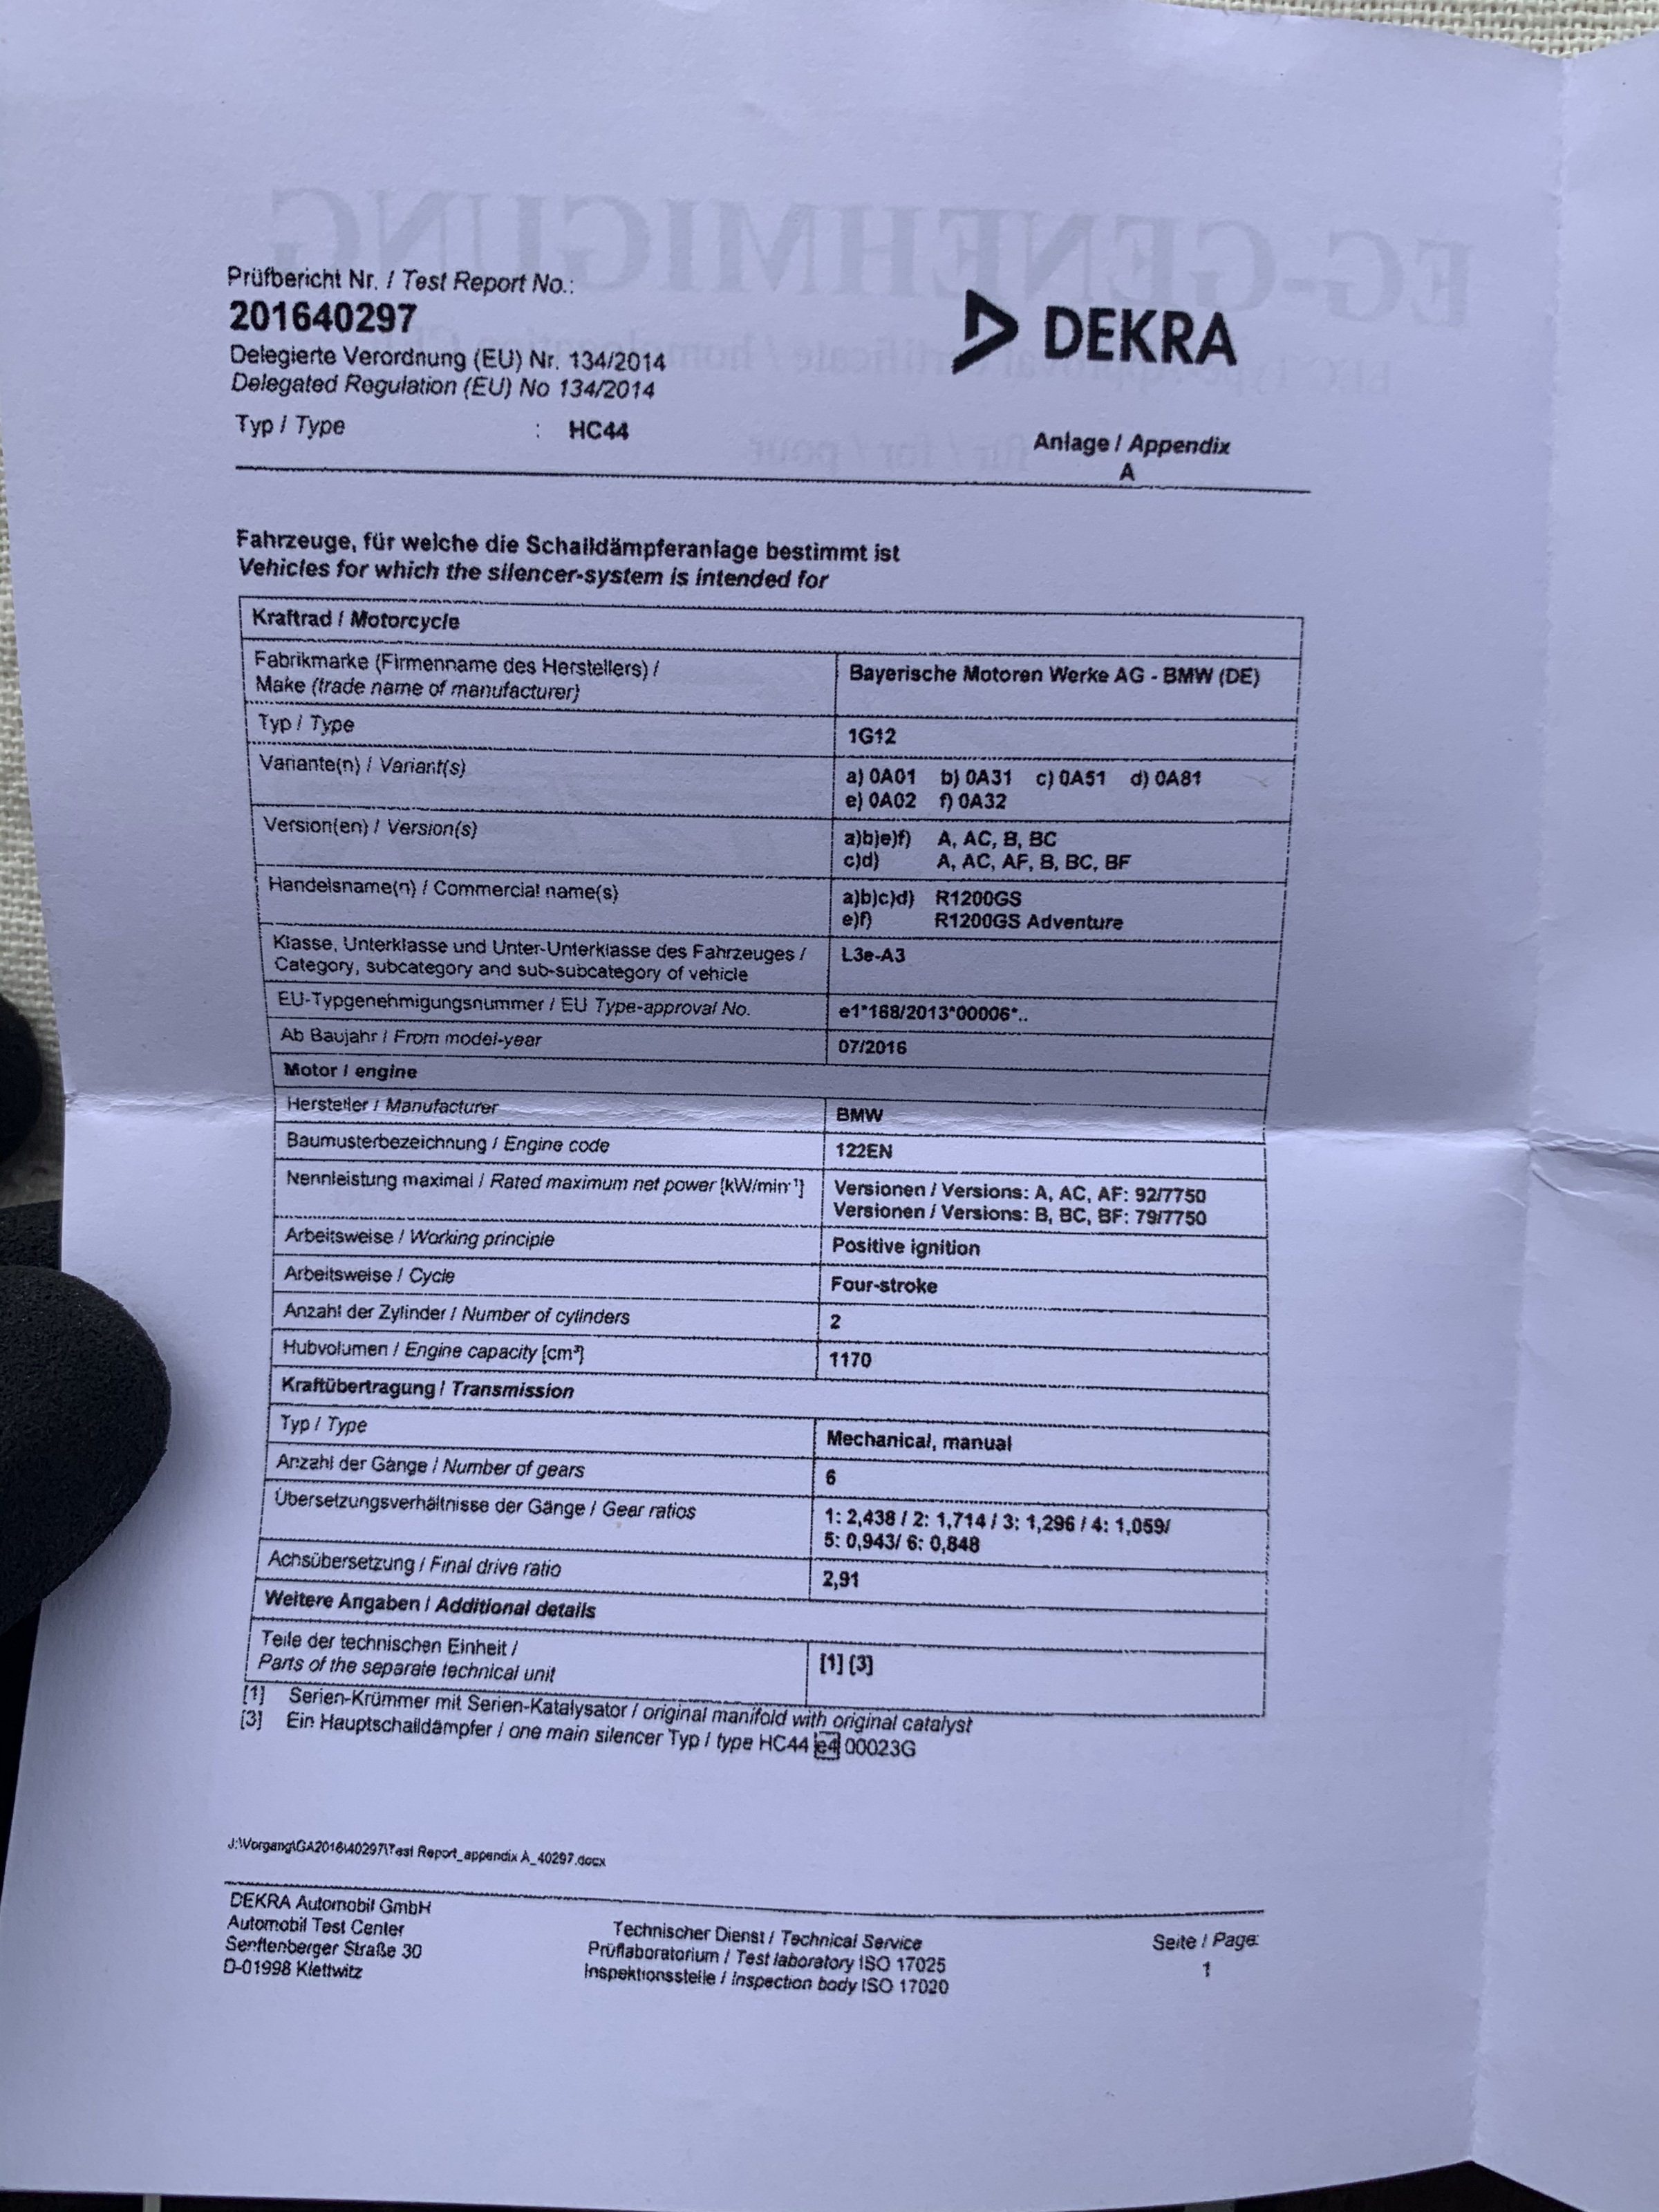 EG-GENEHMIGUNG
Prüfbericht Nr. / Test Report No.:
201640297
DEKRA
Delegierte Verordnung (EU) Nr. 134/2014
Delegated Regulation (EU) No 134/2014
für / for / pour
Typ / Type : HC44
Anlage / Appendix
A
Fahrzeuge, für welche die Schalldämpferanlage bestimmt ist
Vehicles for which the silencer-system is intended for
Kraftrad / Motorcycle
Fabrikmarke (Firmenname des Herstellers) /
Make (trade name of manufacturer)
Bayerische Motoren Werke AG - BMW (DE)
Typ / Type
1G12
Variante(n) / Variant(s)
a) 0A01 b) 0A31 c) 0A51 d) 0A81
e) 0A02 f) 0A32
Version(en) / Version(s)
a)b)e)f) A, AC, B, BC
c)d) A, AC, AF, B, BC, BF
Handelsname(n) / Commercial name(s)
a)b)c)d) R1200GS
e)f) R1200GS Adventure
Klasse, Unterklasse und Unter-Unterklasse des Fahrzeuges /
Category, subcategory and sub-subcategory of vehicle
L3e-A3
EU-Typgenehmigungsnummer / EU Type-approval No.
e1*168/2013*00006*..
Ab Baujahr / From model-year
07/2016
Motor / engine
Hersteller / Manufacturer
BMW
Baumusterbezeichnung / Engine code
122EN
Nennleistung maximal / Rated maximum net power [kW/min⁻¹]
Versionen / Versions: A, AC, AF: 92/7750
Versionen / Versions: B, BC, BF: 79/7750
Arbeitsweise / Working principle
Positive ignition
Arbeitsweise / Cycle
Four-stroke
Anzahl der Zylinder / Number of cylinders
2
Hubvolumen / Engine capacity [cm³]
1170
Kraftübertragung / Transmission
Typ / Type
Mechanical, manual
Anzahl der Gänge / Number of gears
6
Übersetzungsverhältnisse der Gänge / Gear ratios
1: 2,438 / 2: 1,714 / 3: 1,296 / 4: 1,059/
5: 0,943/ 6: 0,848
Achsübersetzung / Final drive ratio
2,91
Weitere Angaben / Additional details
Teile der technischen Einheit /
Parts of the separate technical unit
[1] [3]
[1] Serien-Krümmer mit Serien-Katalysator / original manifold with original catalyst
[3] Ein Hauptschalldämpfer / one main silencer Typ / type HC44 e4 00023G
J:\Vorgang\GA2016\40297\Test Report_appendix A_40297.docx
DEKRA Automobil GmbH
Automobil Test Center
Senftenberger Straße 30
D-01998 Klettwitz
Technischer Dienst / Technical Service
Prüflaboratorium / Test laboratory ISO 17025
Inspektionsstelle / Inspection body ISO 17020
Seite / Page:
1